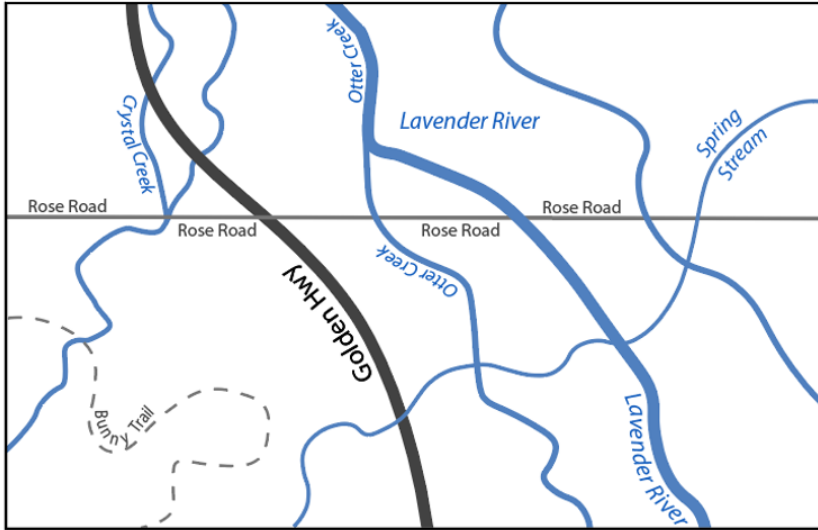 Otter Creek
Lavender River
Crystal Creek
Spring
Stream
Rose Road
Rose Road
Rose Road
Rose Road
Otter Creek
Golden Hwy
Bunny Trail
Lavender River